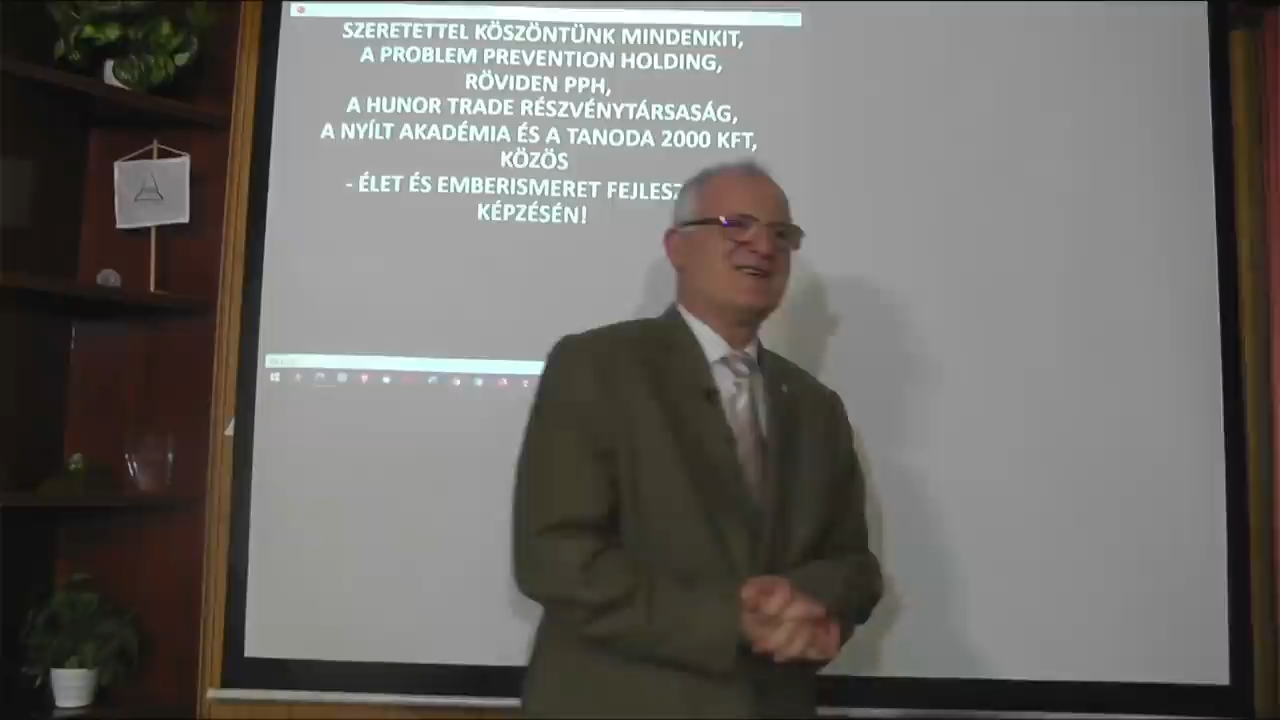 SZERETETTEL KÖSZÖNTÜNK MINDENKIT,
A PROBLEM PREVENTION HOLDING,
RÖVIDEN PPH,
A HUNOR TRADE RÉSZVÉNYTÁRSASÁG,
A NYÍLT AKADÉMIA ÉS A TANODA 2000 KFT,
KÖZÖS
- ÉLET ÉS EMBERISMERET
KÉPZÉSÉN!